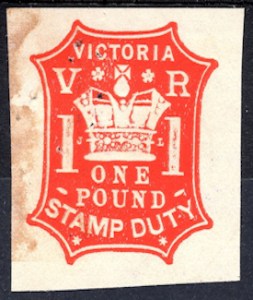 VICTORIA
V R
1 J L 1
ONE
POUND
STAMP DUTY